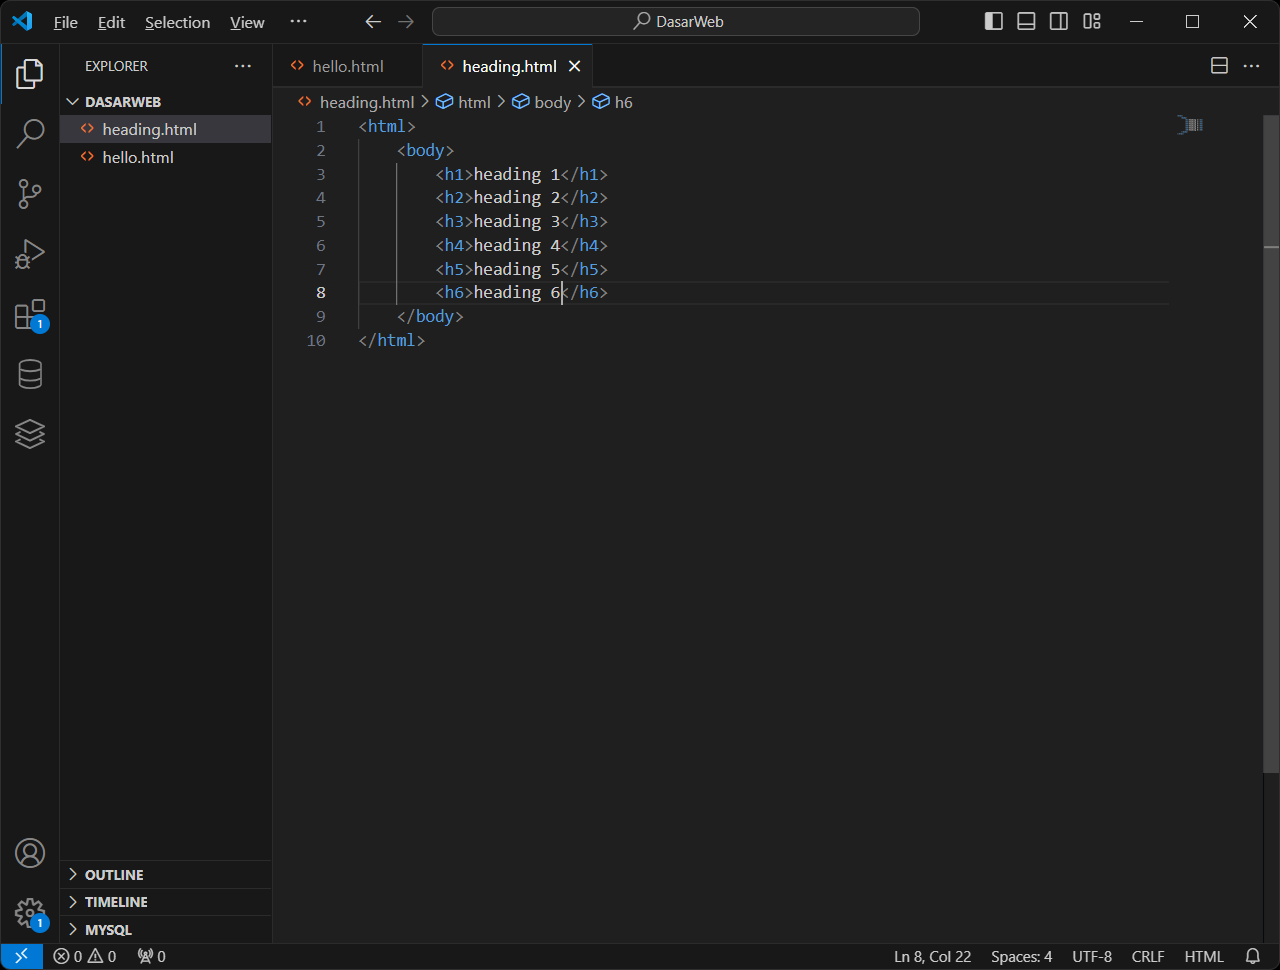 File Edit Selection View ··· DasarWeb
EXPLORER ···
hello.html heading.html
DASARWEB
heading.html
hello.html
heading.html > html > body > h6
1 <html>
2 <body>
3 <h1>heading 1</h1>
4 <h2>heading 2</h2>
5 <h3>heading 3</h3>
6 <h4>heading 4</h4>
7 <h5>heading 5</h5>
8 <h6>heading 6</h6>
9 </body>
10 </html>
1
OUTLINE
TIMELINE
1
MYSQL
0 0 0 Ln 8, Col 22 Spaces: 4 UTF-8 CRLF HTML